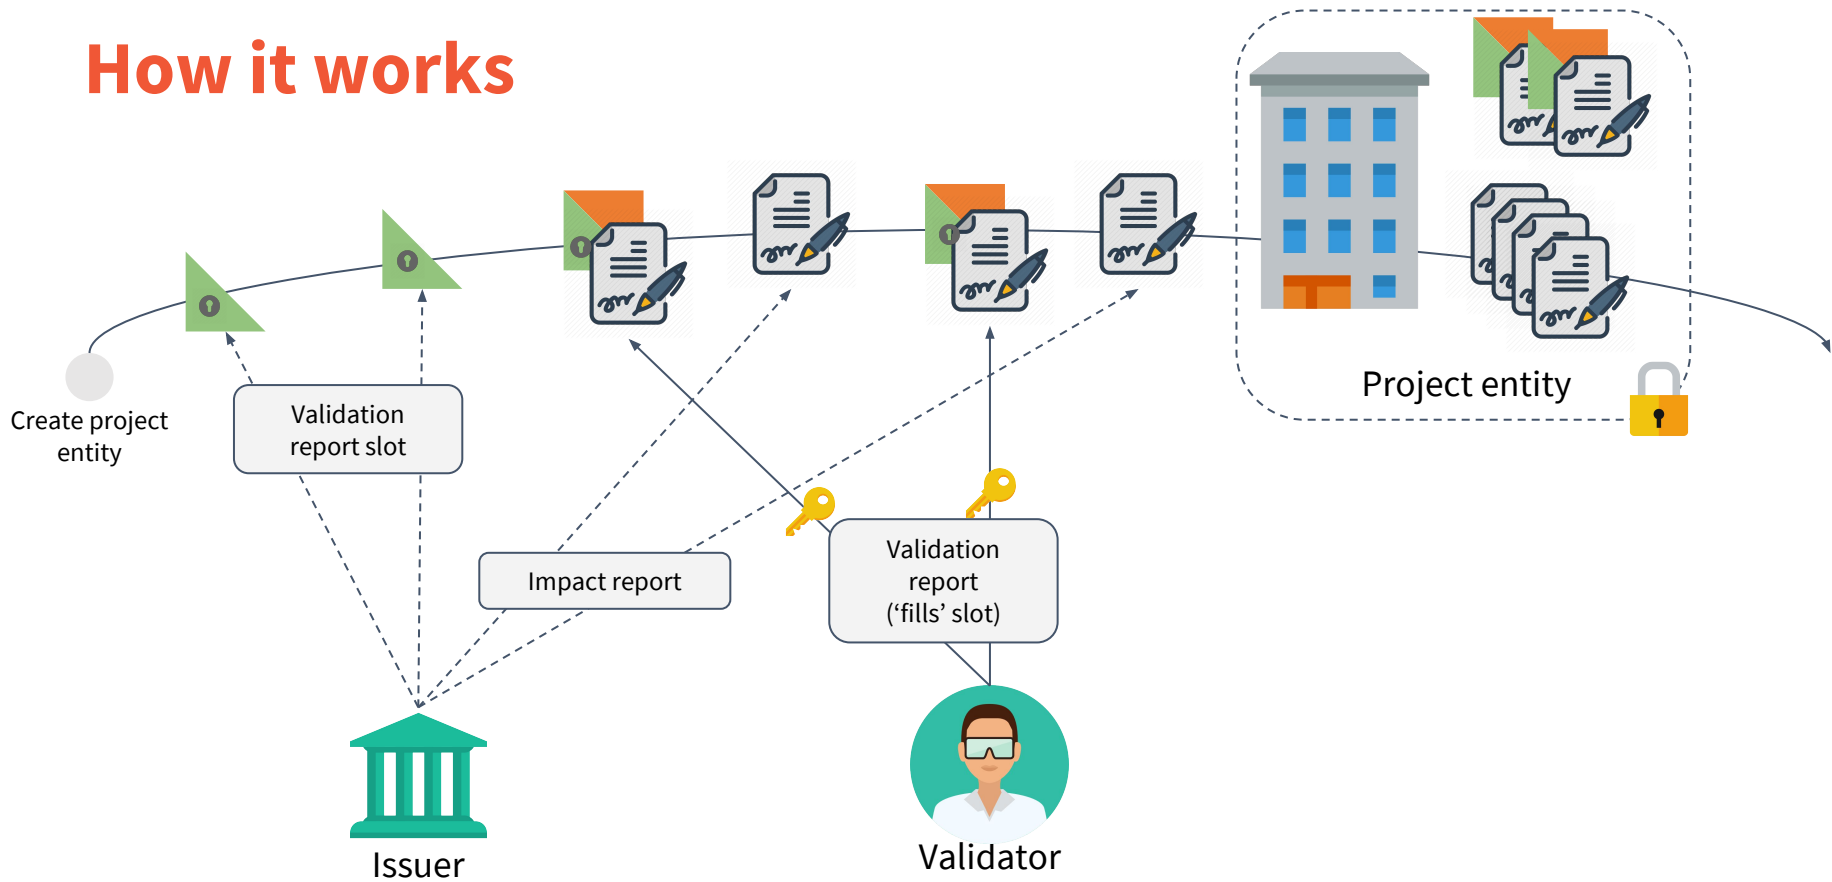 How it works
Create project
entity
Validation
report slot
Impact report
Validation
report
(‘fills’ slot)
Project entity
Issuer
Validator